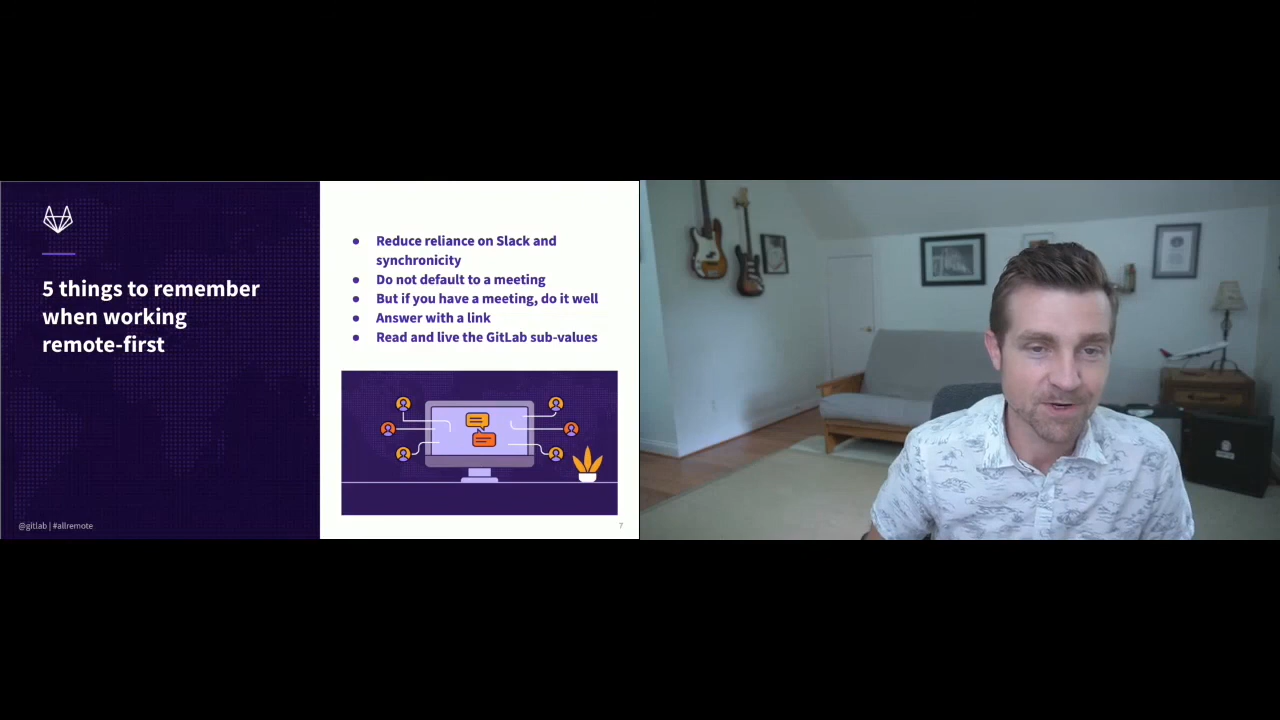 5 things to remember
when working
remote-first
@gitlab | #allremote
● Reduce reliance on Slack and
synchronicity
● Do not default to a meeting
● But if you have a meeting, do it well
● Answer with a link
● Read and live the GitLab sub-values
7